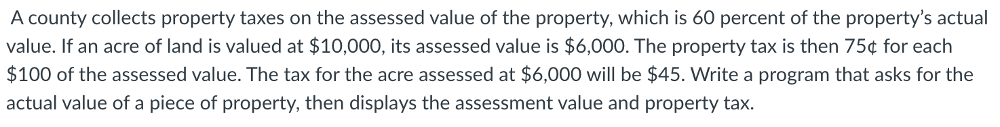 A county collects property taxes on the assessed value of the property, which is 60 percent of the property’s actual
value. If an acre of land is valued at $10,000, its assessed value is $6,000. The property tax is then 75¢ for each
$100 of the assessed value. The tax for the acre assessed at $6,000 will be $45. Write a program that asks for the
actual value of a piece of property, then displays the assessment value and property tax.